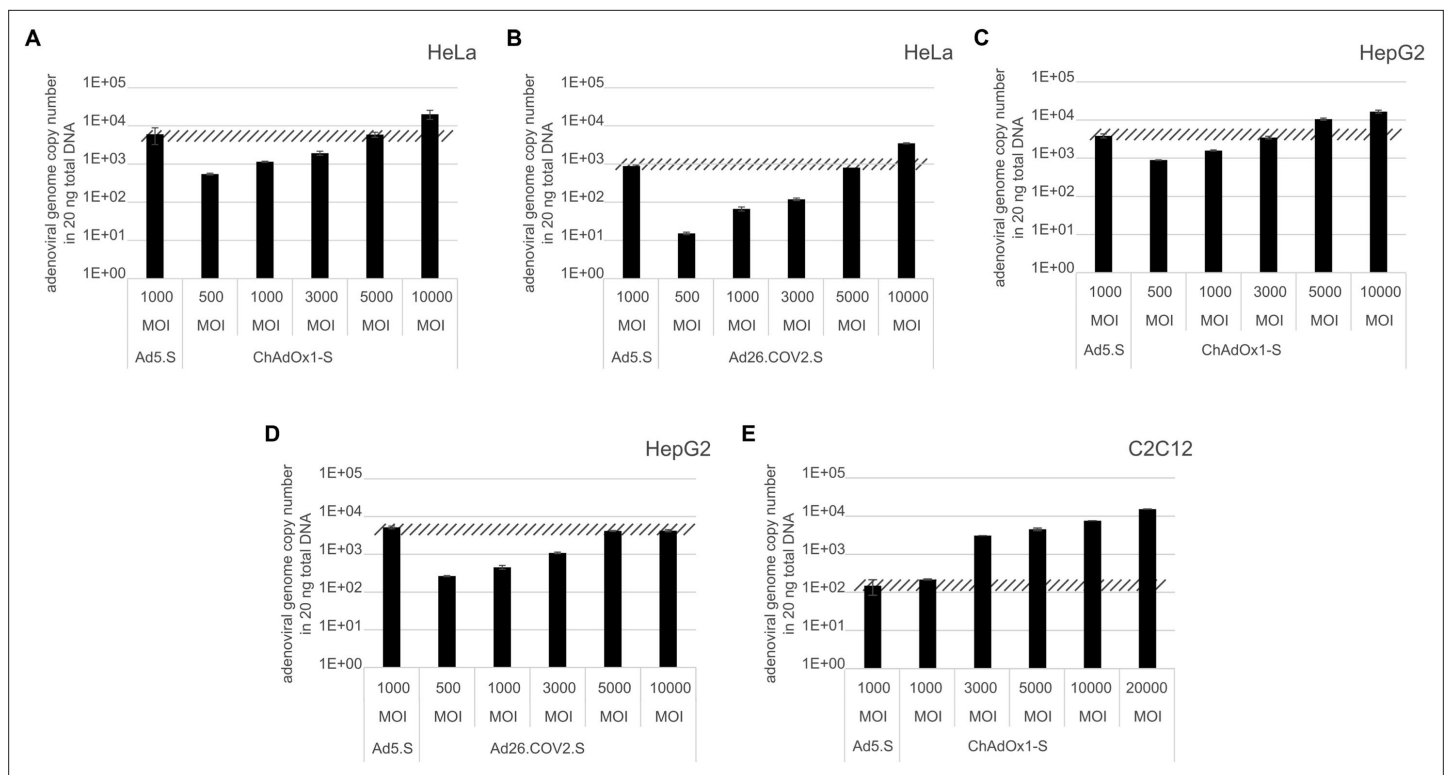 A
HeLa
adenoviral genome copy number
in 20 ng total DNA
1E+05
1E+04
1E+03
1E+02
1E+01
1E+00
1000 500 1000 3000 5000 10000
MOI MOI MOI MOI MOI MOI
Ad5.S ChAdOx1-S
B
HeLa
adenoviral genome copy number
in 20 ng total DNA
1E+05
1E+04
1E+03
1E+02
1E+01
1E+00
1000 500 1000 3000 5000 10000
MOI MOI MOI MOI MOI MOI
Ad5.S Ad26.COV2.S
C
HepG2
adenoviral genome copy number
in 20 ng total DNA
1E+05
1E+04
1E+03
1E+02
1E+01
1E+00
1000 500 1000 3000 5000 10000
MOI MOI MOI MOI MOI MOI
Ad5.S ChAdOx1-S
D
HepG2
adenoviral genome copy number
in 20 ng total DNA
1E+05
1E+04
1E+03
1E+02
1E+01
1E+00
1000 500 1000 3000 5000 10000
MOI MOI MOI MOI MOI MOI
Ad5.S Ad26.COV2.S
E
C2C12
adenoviral genome copy number
in 20 ng total DNA
1E+05
1E+04
1E+03
1E+02
1E+01
1E+00
1000 1000 3000 5000 10000 20000
MOI MOI MOI MOI MOI MOI
Ad5.S ChAdOx1-S